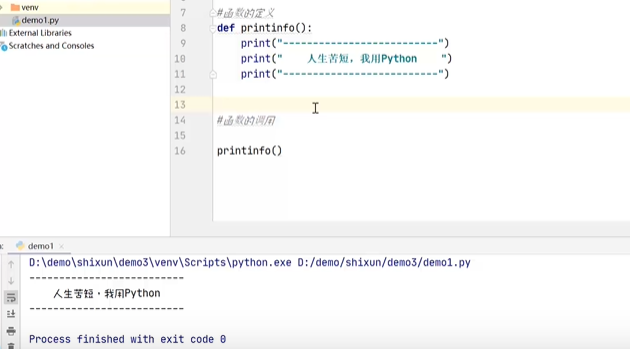 venv
demo1.py
External Libraries
Scratches and Consoles
7 #函数的定义
8 def printinfo():
9 print("--------------------------")
10 print(" 人生苦短，我用Python ")
11 print("--------------------------")
12
13
14 #函数的调用
15
16 printinfo()
demo1 ×
D:\demo\shixun\demo3\venv\Scripts\python.exe D:/demo/shixun/demo3/demo1.py
--------------------------
人生苦短，我用Python
--------------------------
Process finished with exit code 0